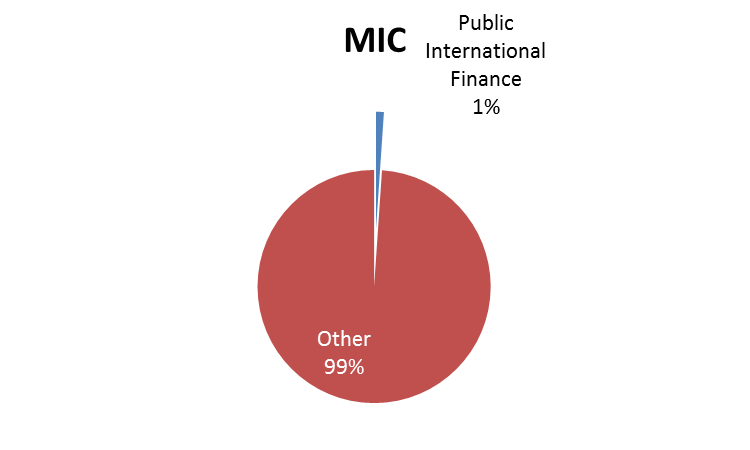 MIC
Public
International
Finance
1%
Other
99%